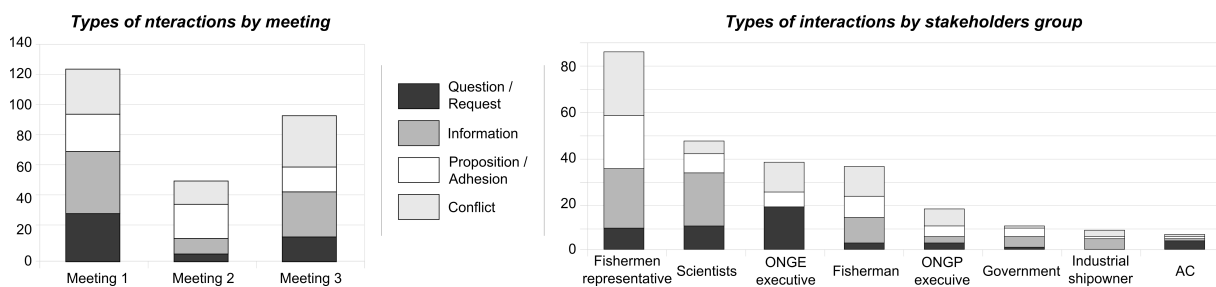 Types of nteractions by meeting
140
120
100
80
60
40
20
0
Meeting 1
Meeting 2
Meeting 3
Question /
Request
Information
Proposition /
Adhesion
Conflict
Types of interactions by stakeholders group
80
60
40
20
0
Fishermen
representative
Scientists
ONGE
executive
Fisherman
ONGP
execuive
Government
Industrial
shipowner
AC